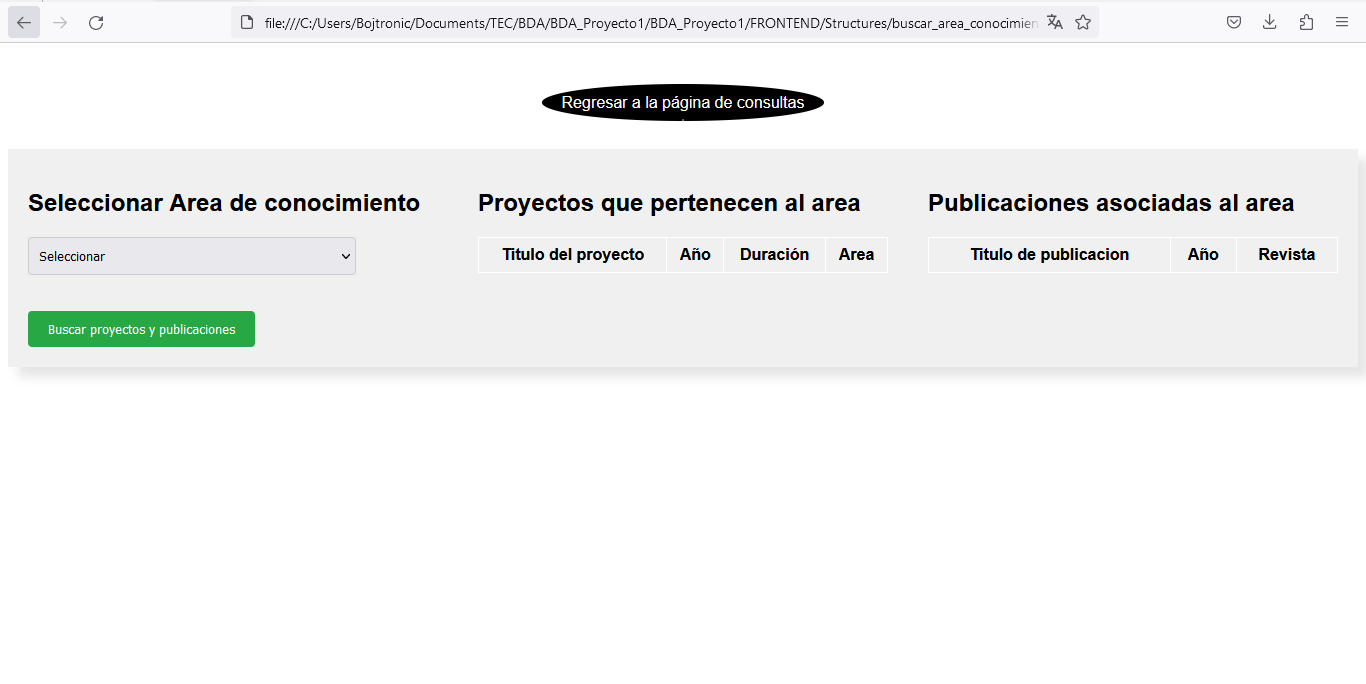 file:///C:/Users/Bojtronic/Documents/TEC/BDA/BDA_Proyecto1/BDA_Proyecto1/FRONTEND/Structures/buscar_area_conocimien
Regresar a la página de consultas
Seleccionar Area de conocimiento
Seleccionar
Buscar proyectos y publicaciones
Proyectos que pertenecen al area
Titulo del proyecto Año Duración Area
Publicaciones asociadas al area
Titulo de publicacion Año Revista